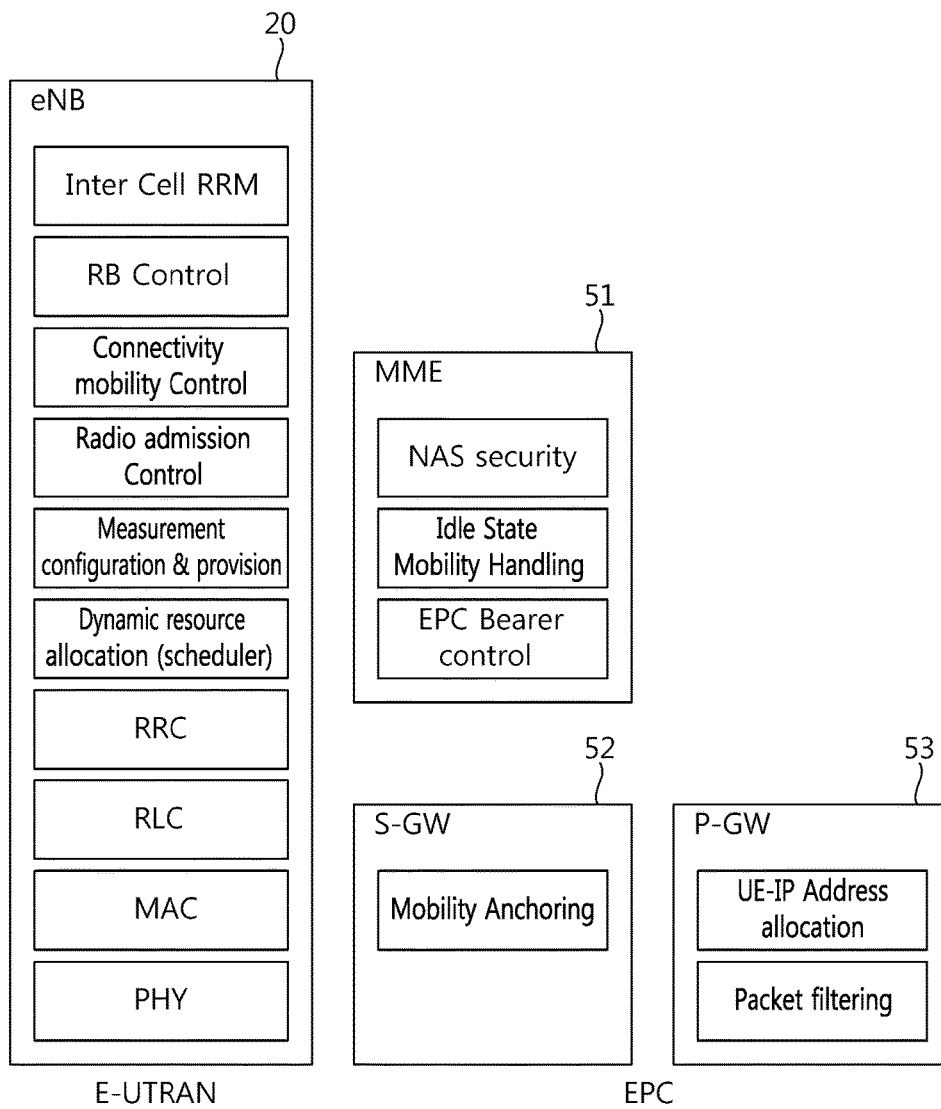 20
eNB
Inter Cell RRM
RB Control
Connectivity
mobility Control
Radio admission
Control
Measurement
configuration & provision
Dynamic resource
allocation (scheduler)
RRC
RLC
MAC
PHY
E-UTRAN
51
MME
NAS security
Idle State
Mobility Handling
EPC Bearer
control
52
S-GW
Mobility Anchoring
53
P-GW
UE-IP Address
allocation
Packet filtering
EPC